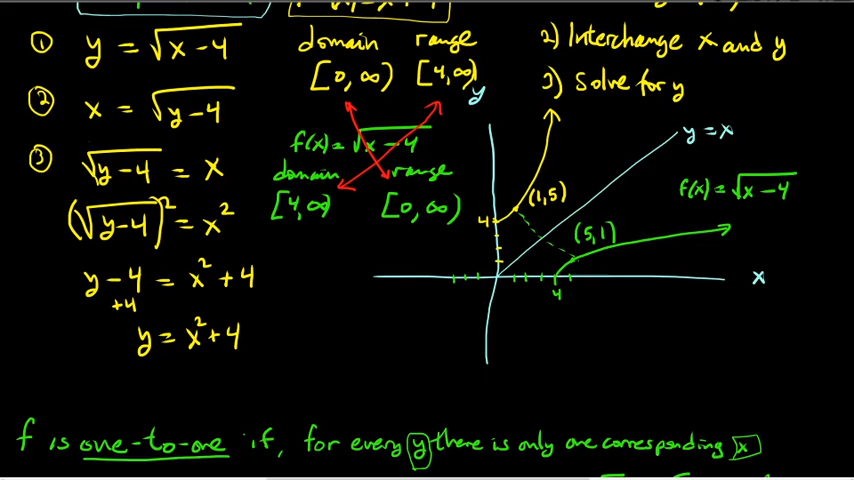 ① y = √x - 4
② x = √y - 4
③ √y - 4 = x
(√y - 4)² = x²
y - 4 = x² + 4
+4
y = x² + 4
domain range
[0, ∞) [4, ∞)
f(x) = √x - 4
domain range
[4, ∞) [0, ∞)
2) Interchange x and y
3) Solve for y
y
y = x
(1,5)
f(x) = √x - 4
4
(5,1)
x
4
f is one-to-one if, for every y there is only one corresponding x